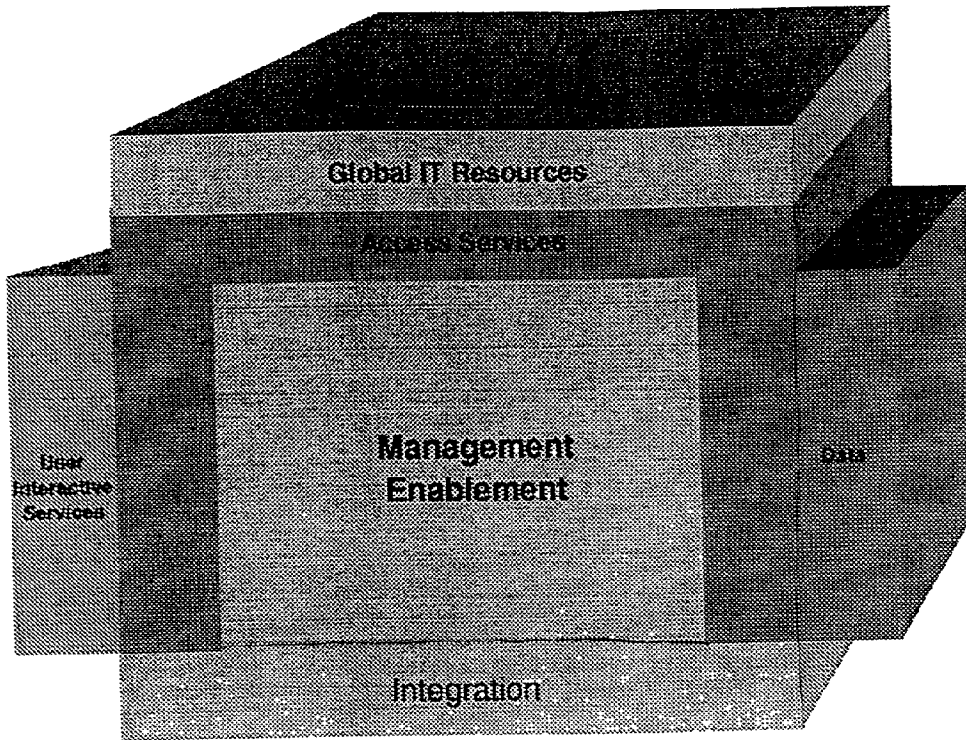 Global IT Resources
Access Services
User
Interactive
Services
Management
Enablement
Data
Integration